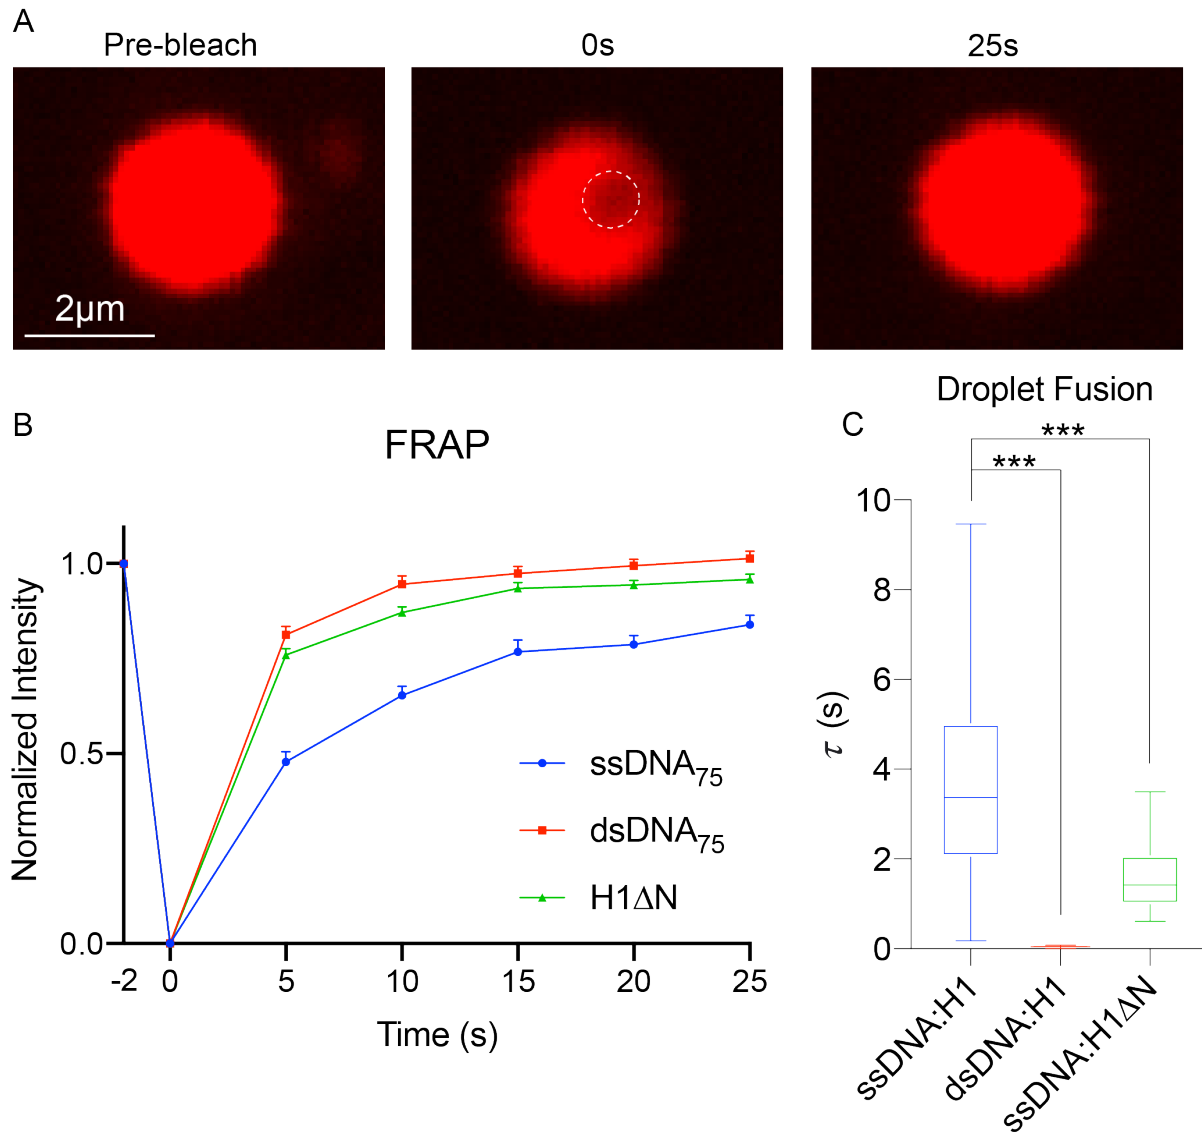 A
Pre-bleach
0s
25s
2μm
B
FRAP
Normalized Intensity
1.0
0.5
0.0
-2
0
5
10
15
20
25
Time (s)
ssDNA75
dsDNA75
H1ΔN
C
Droplet Fusion
***
***
τ (s)
10
8
6
4
2
0
ssDNA:H1
dsDNA:H1
ssDNA:H1ΔN